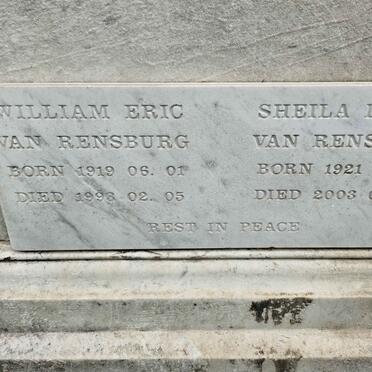 WILLIAM ERIC
VAN RENSBURG
BORN 1919 06. 01
DIED 1998 02. 05
SHEILA
VAN RENS
BORN 1921
DIED 2003
REST IN PEACE